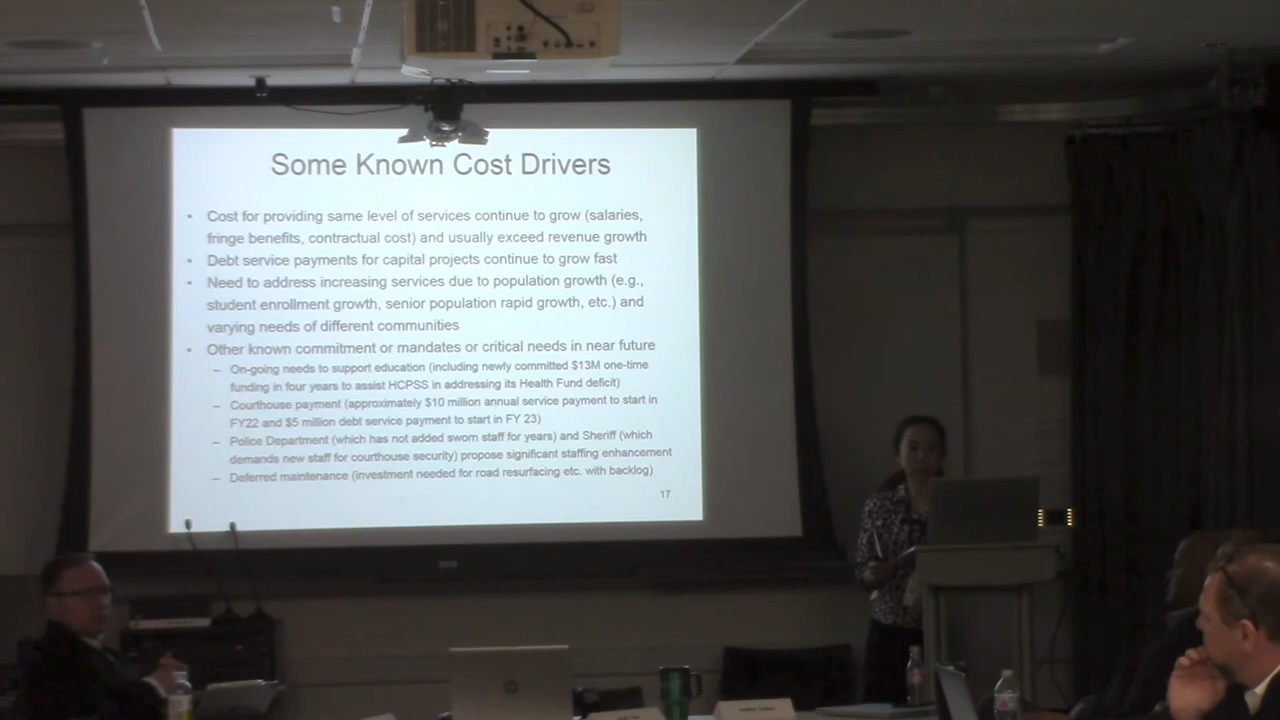 Some Known Cost Drivers
• Cost for providing same level of services continue to grow (salaries,
fringe benefits, contractual cost) and usually exceed revenue growth
• Debt service payments for capital projects continue to grow fast
• Need to address increasing services due to population growth (e.g.,
student enrollment growth, senior population rapid growth, etc.) and
varying needs of different communities
• Other known commitment or mandates or critical needs in near future
– On-going needs to support education (including newly committed $13M one-time
funding in four years to assist HCPSS in addressing its Health Fund deficit)
– Courthouse payment (approximately $10 million annual service payment to start in
FY22 and $5 million debt service payment to start in FY 23)
– Police Department (which has not added sworn staff for years) and Sheriff (which
demands new staff for courthouse security) propose significant staffing enhancement
– Deferred maintenance (investment needed for road resurfacing etc. with backlog)
17